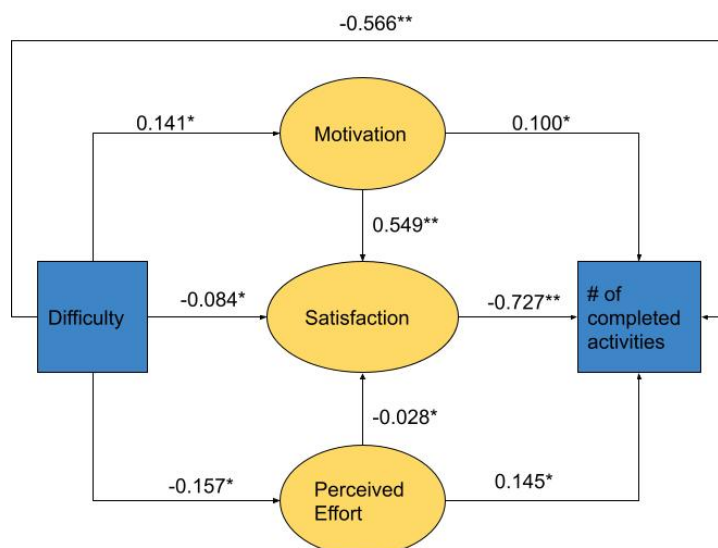 -0.566**
0.141*
Motivation
0.100*
0.549**
Difficulty
-0.084*
Satisfaction
-0.727**
# of
completed
activities
-0.028*
-0.157*
Perceived
Effort
0.145*